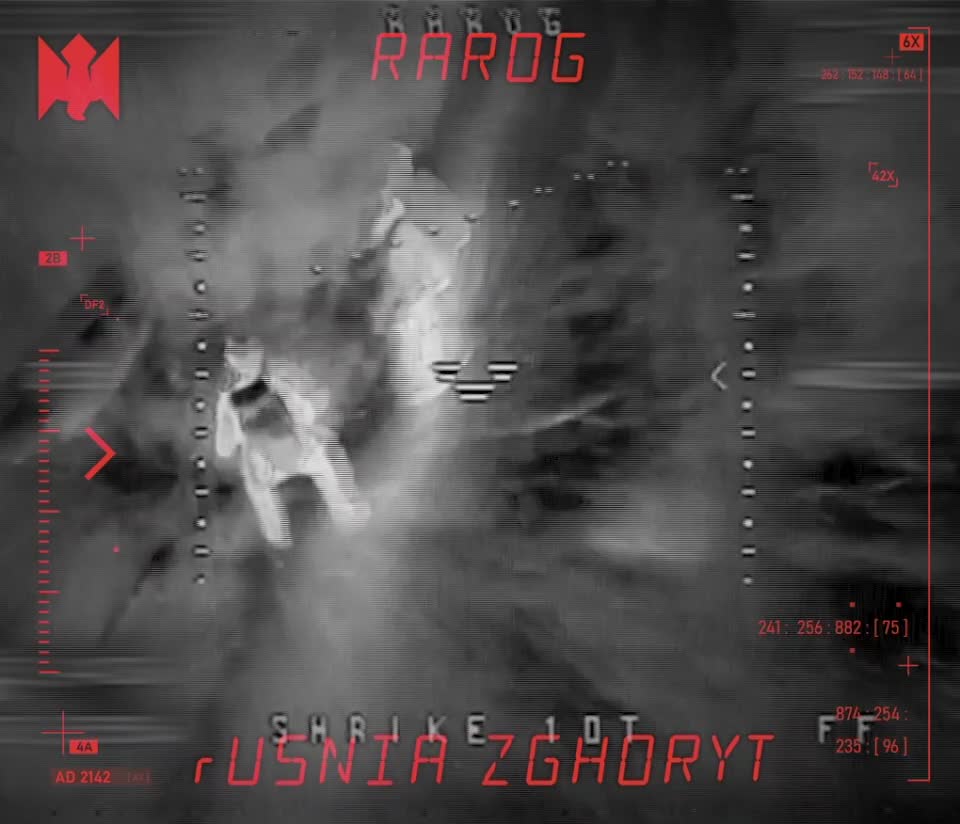 RAROG
RAROG
6X
262 : 152 : 148 : [ 64 ]
42X
2B
DF2
241 : 256 : 882 : [ 75 ]
SHRIKE 10T
FF
874 : 254 :
4A
rUSNIA ZGHORYT
235 : [ 96 ]
AD 2142